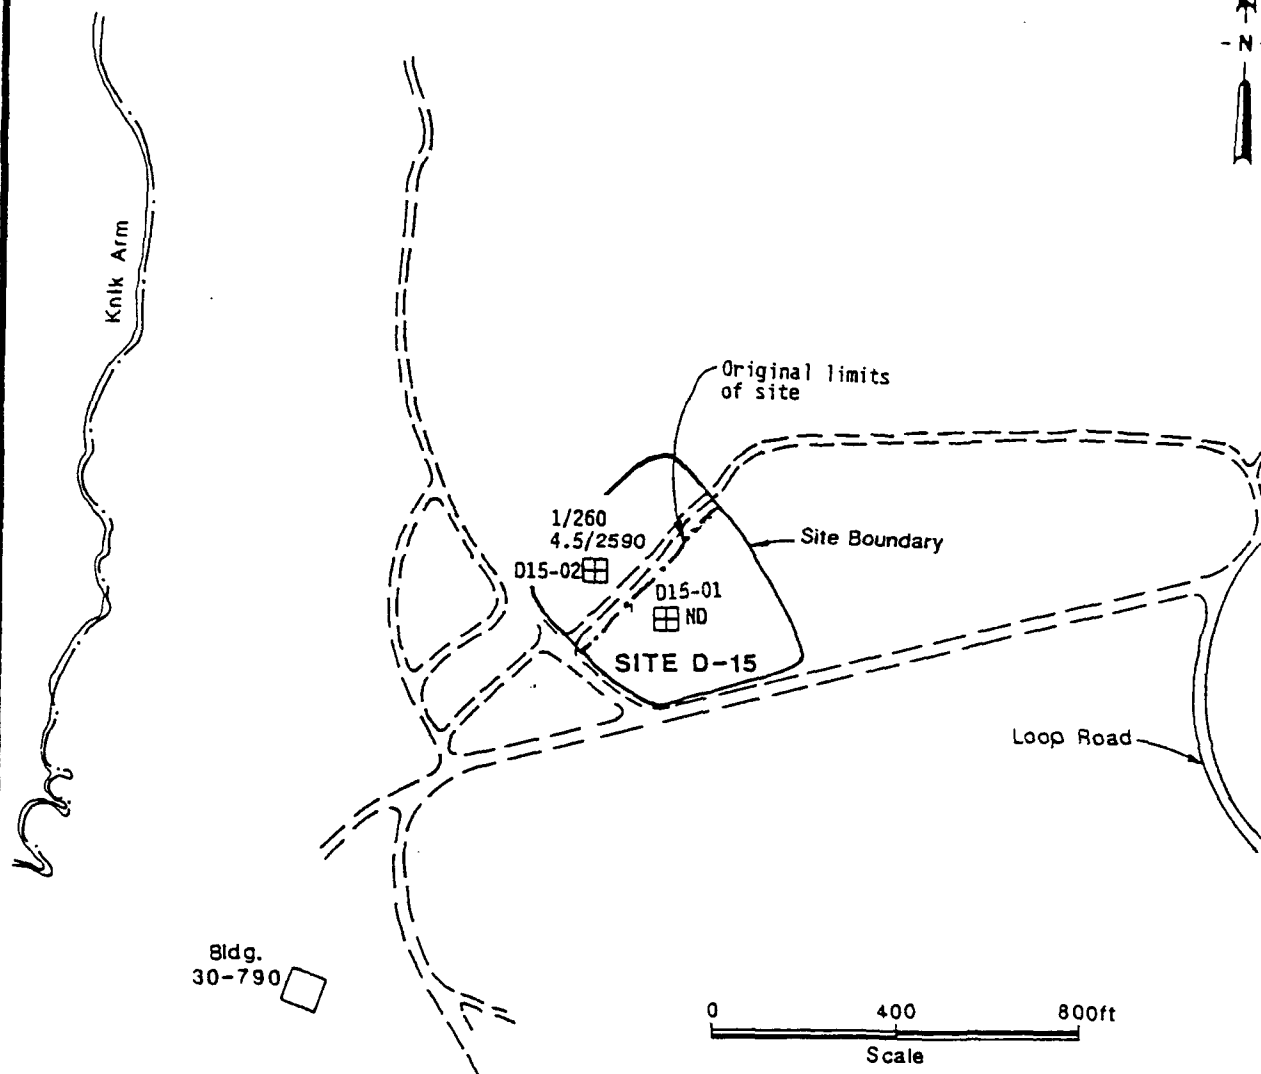 - N -
Knik Arm
Original limits
of site
1/260
4.5/2590
Site Boundary
D15-02
D15-01
ND
SITE D-15
Loop Road
Bldg.
30-790
0 400 800ft
Scale